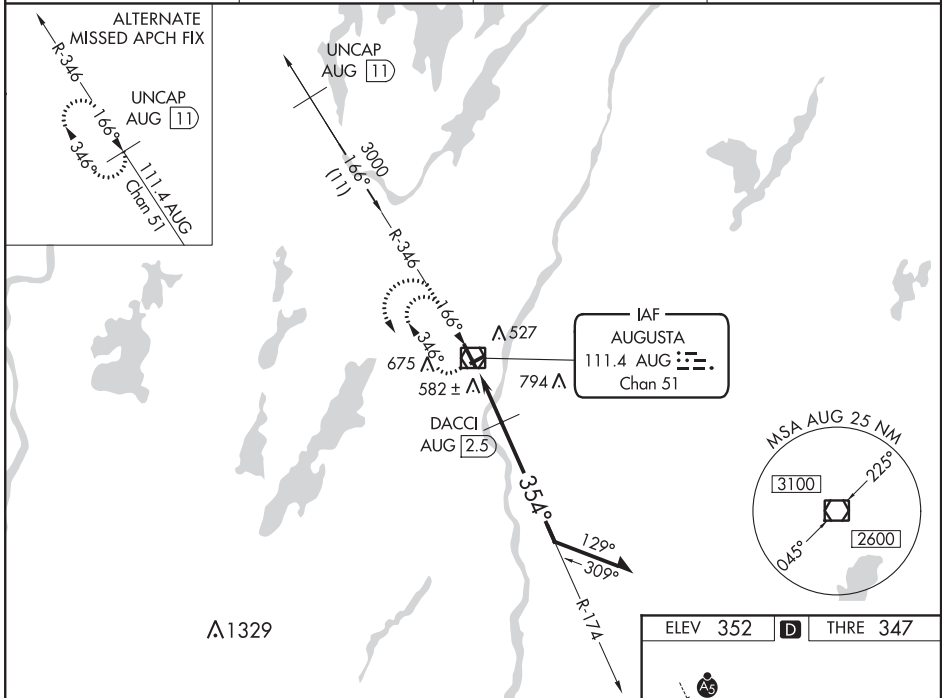 ALTERNATE
MISSED APCH FIX
R-346
UNCAP
AUG 11
166°
346°
111.4 AUG
Chan 51
UNCAP
AUG 11
3000
166°
(11)
R-346
166°
346°
527
675
582 ±
794
IAF
AUGUSTA
111.4 AUG
Chan 51
DACCI
AUG 2.5
354°
129°
309°
R-174
MSA AUG 25 NM
3100
225°
045°
2600
1329
ELEV 352 D THRE 347
A5